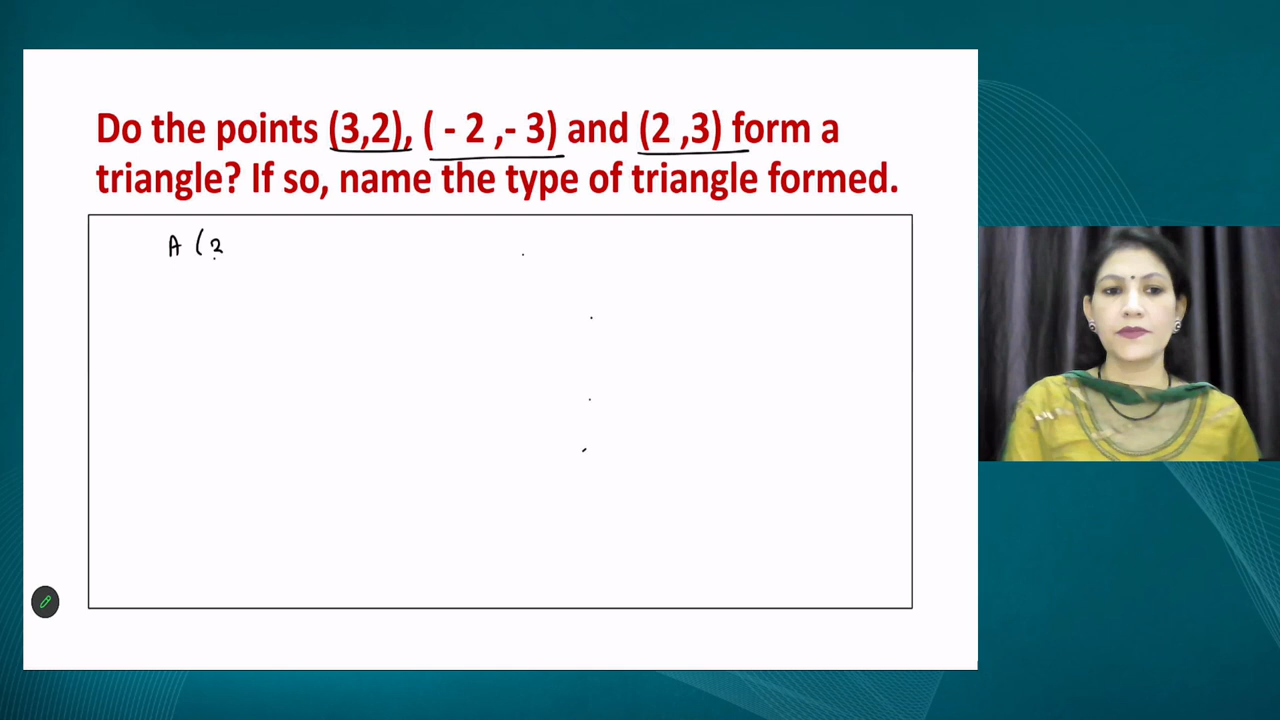 Do the points (3,2), ( - 2 ,- 3) and (2 ,3) form a
triangle? If so, name the type of triangle formed.
A (3